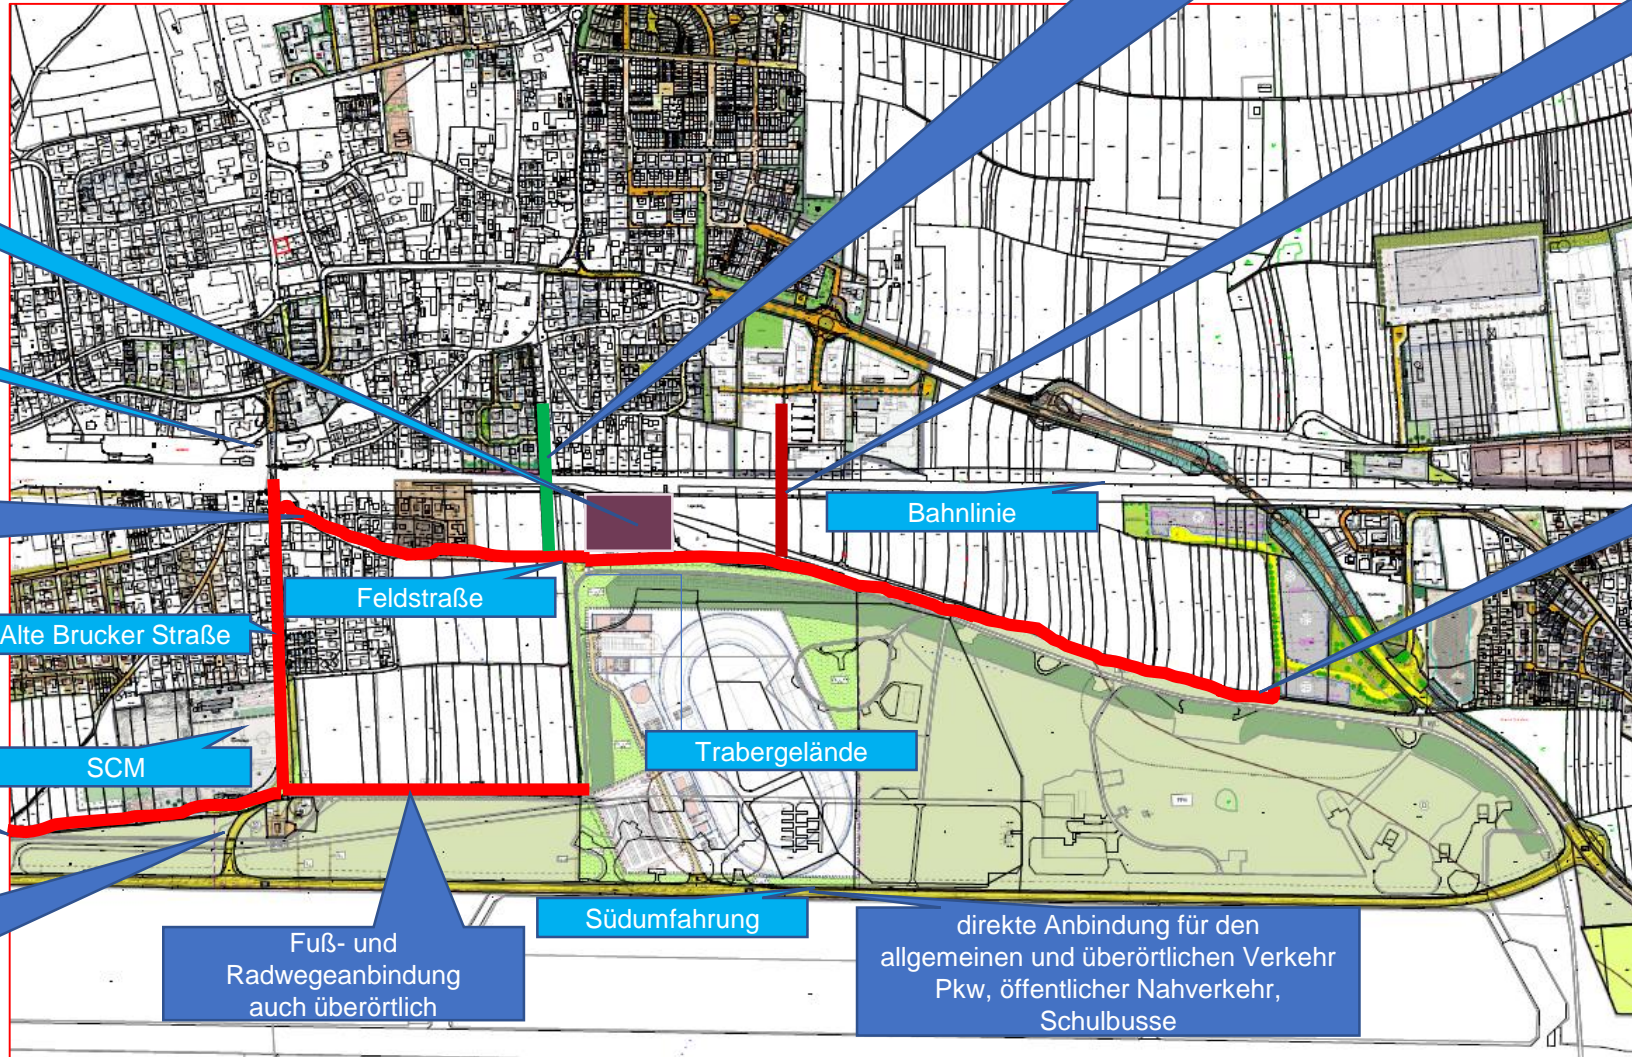 Bahnlinie
Feldstraße
Alte Brucker Straße
Trabergelände
SCM
Südumfahrung
Fuß- und
Radwegeanbindung
auch überörtlich
direkte Anbindung für den
allgemeinen und überörtlichen Verkehr
Pkw, öffentlicher Nahverkehr,
Schulbusse